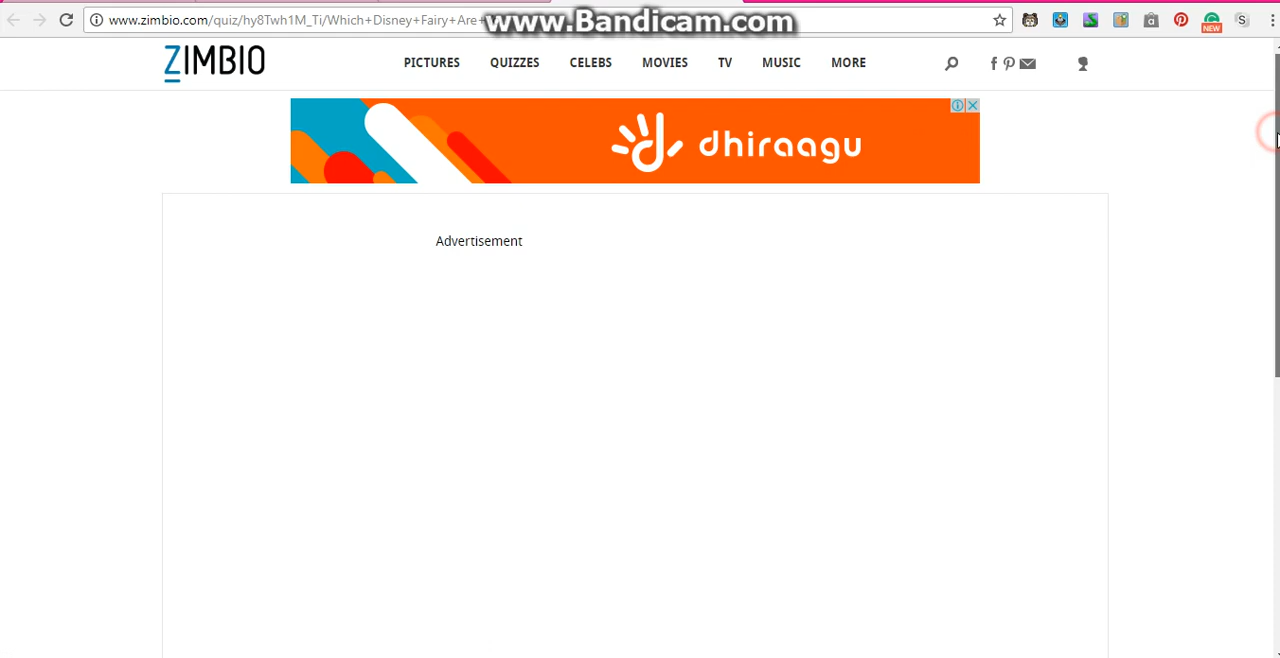 www.zimbio.com/quiz/hy8Twh1M_Ti/Which+Disney+Fairy+Are+
www.Bandicam.com
NEW
ZIMBIO
PICTURES QUIZZES CELEBS MOVIES TV MUSIC MORE
dhiraagu
Advertisement